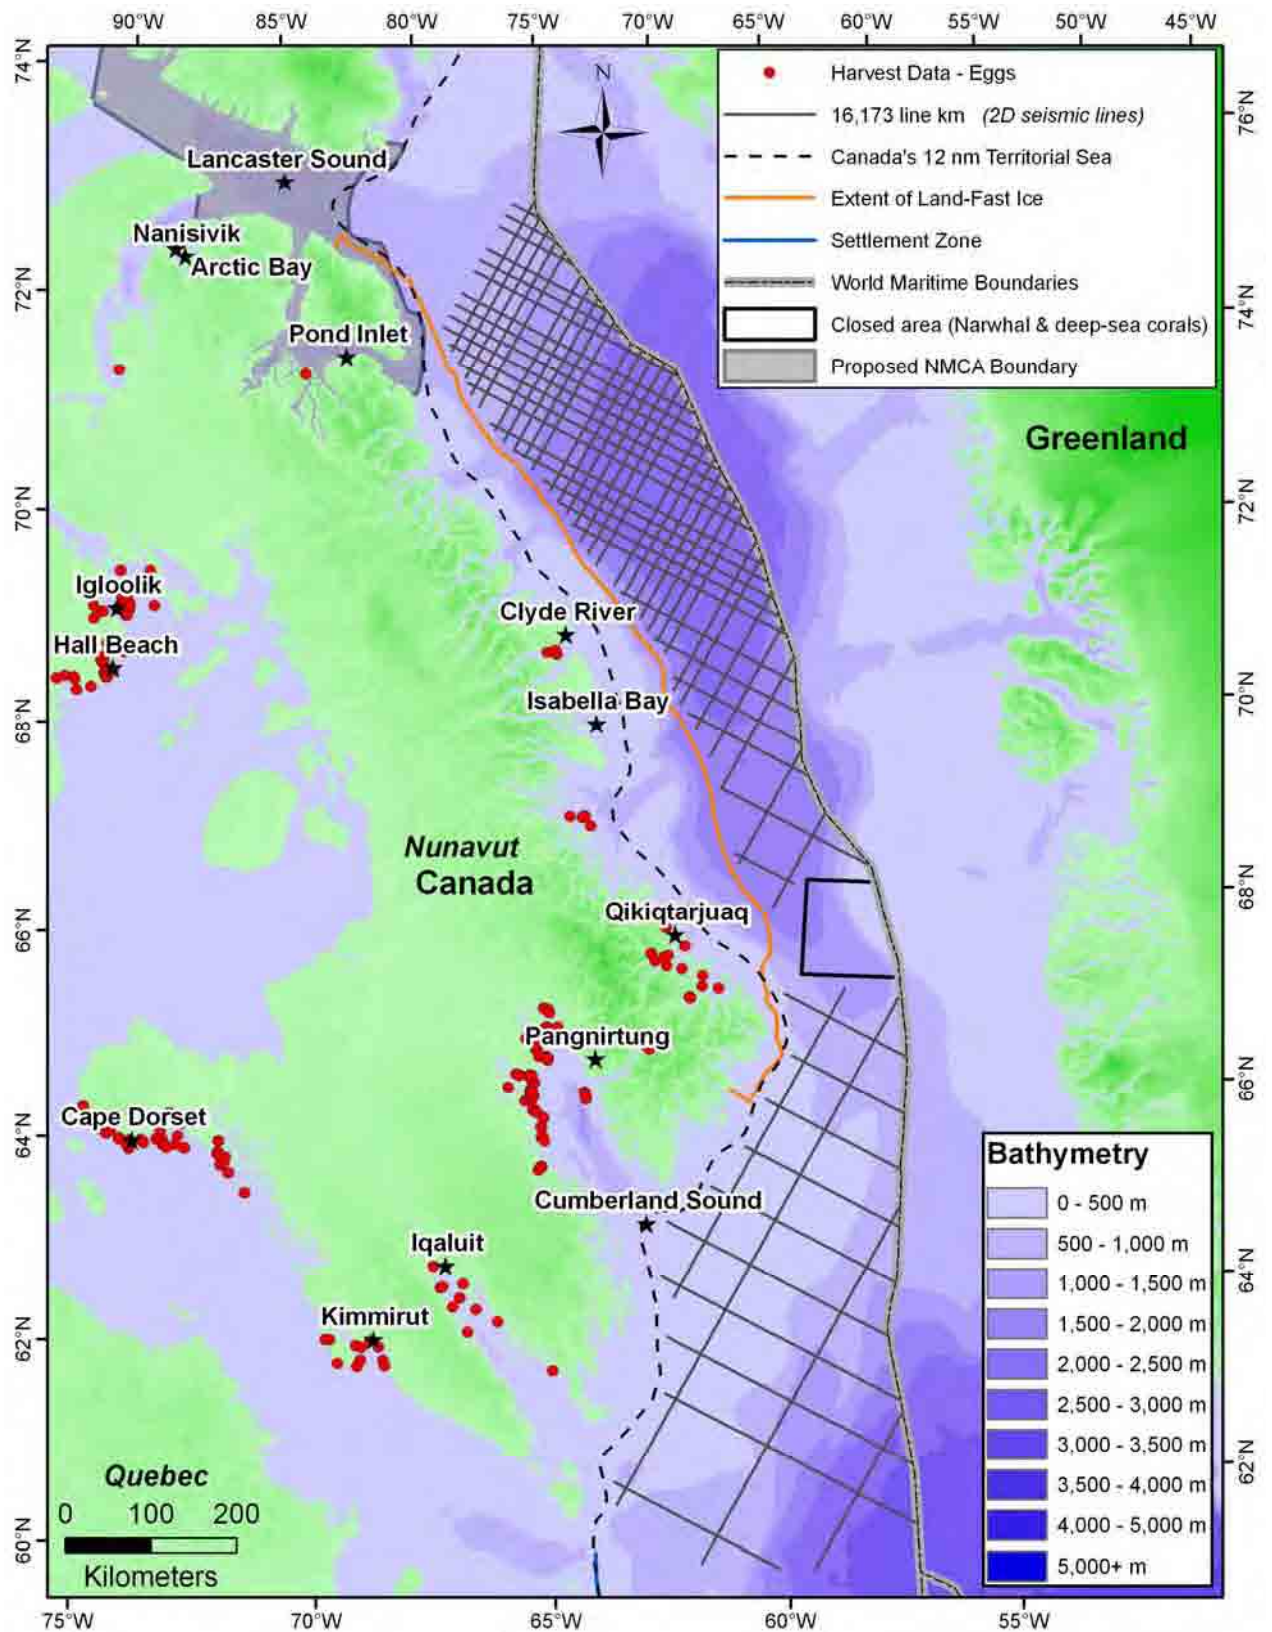 90°W 85°W 80°W 75°W 70°W 65°W 60°W 55°W 50°W 45°W
74°N
72°N
70°N
68°N
66°N
64°N
62°N
60°N
N
Harvest Data - Eggs
16,173 line km (2D seismic lines)
Canada's 12 nm Territorial Sea
Extent of Land-Fast Ice
Settlement Zone
World Maritime Boundaries
Closed area (Narwhal & deep-sea corals)
Proposed NMCA Boundary
76°N
74°N
72°N
70°N
68°N
66°N
64°N
62°N
Lancaster Sound
Nanisivik
Arctic Bay
Pond Inlet
Greenland
Igloolik
Clyde River
Hall Beach
Isabella Bay
Nunavut
Canada
Qikiqtarjuaq
Pangnirtung
Cape Dorset
Cumberland Sound
Iqaluit
Kimmirut
Bathymetry
0 - 500 m
500 - 1,000 m
1,000 - 1,500 m
1,500 - 2,000 m
2,000 - 2,500 m
2,500 - 3,000 m
3,000 - 3,500 m
3,500 - 4,000 m
4,000 - 5,000 m
5,000+ m
Quebec
0 100 200
Kilometers
75°W 70°W 65°W 60°W 55°W